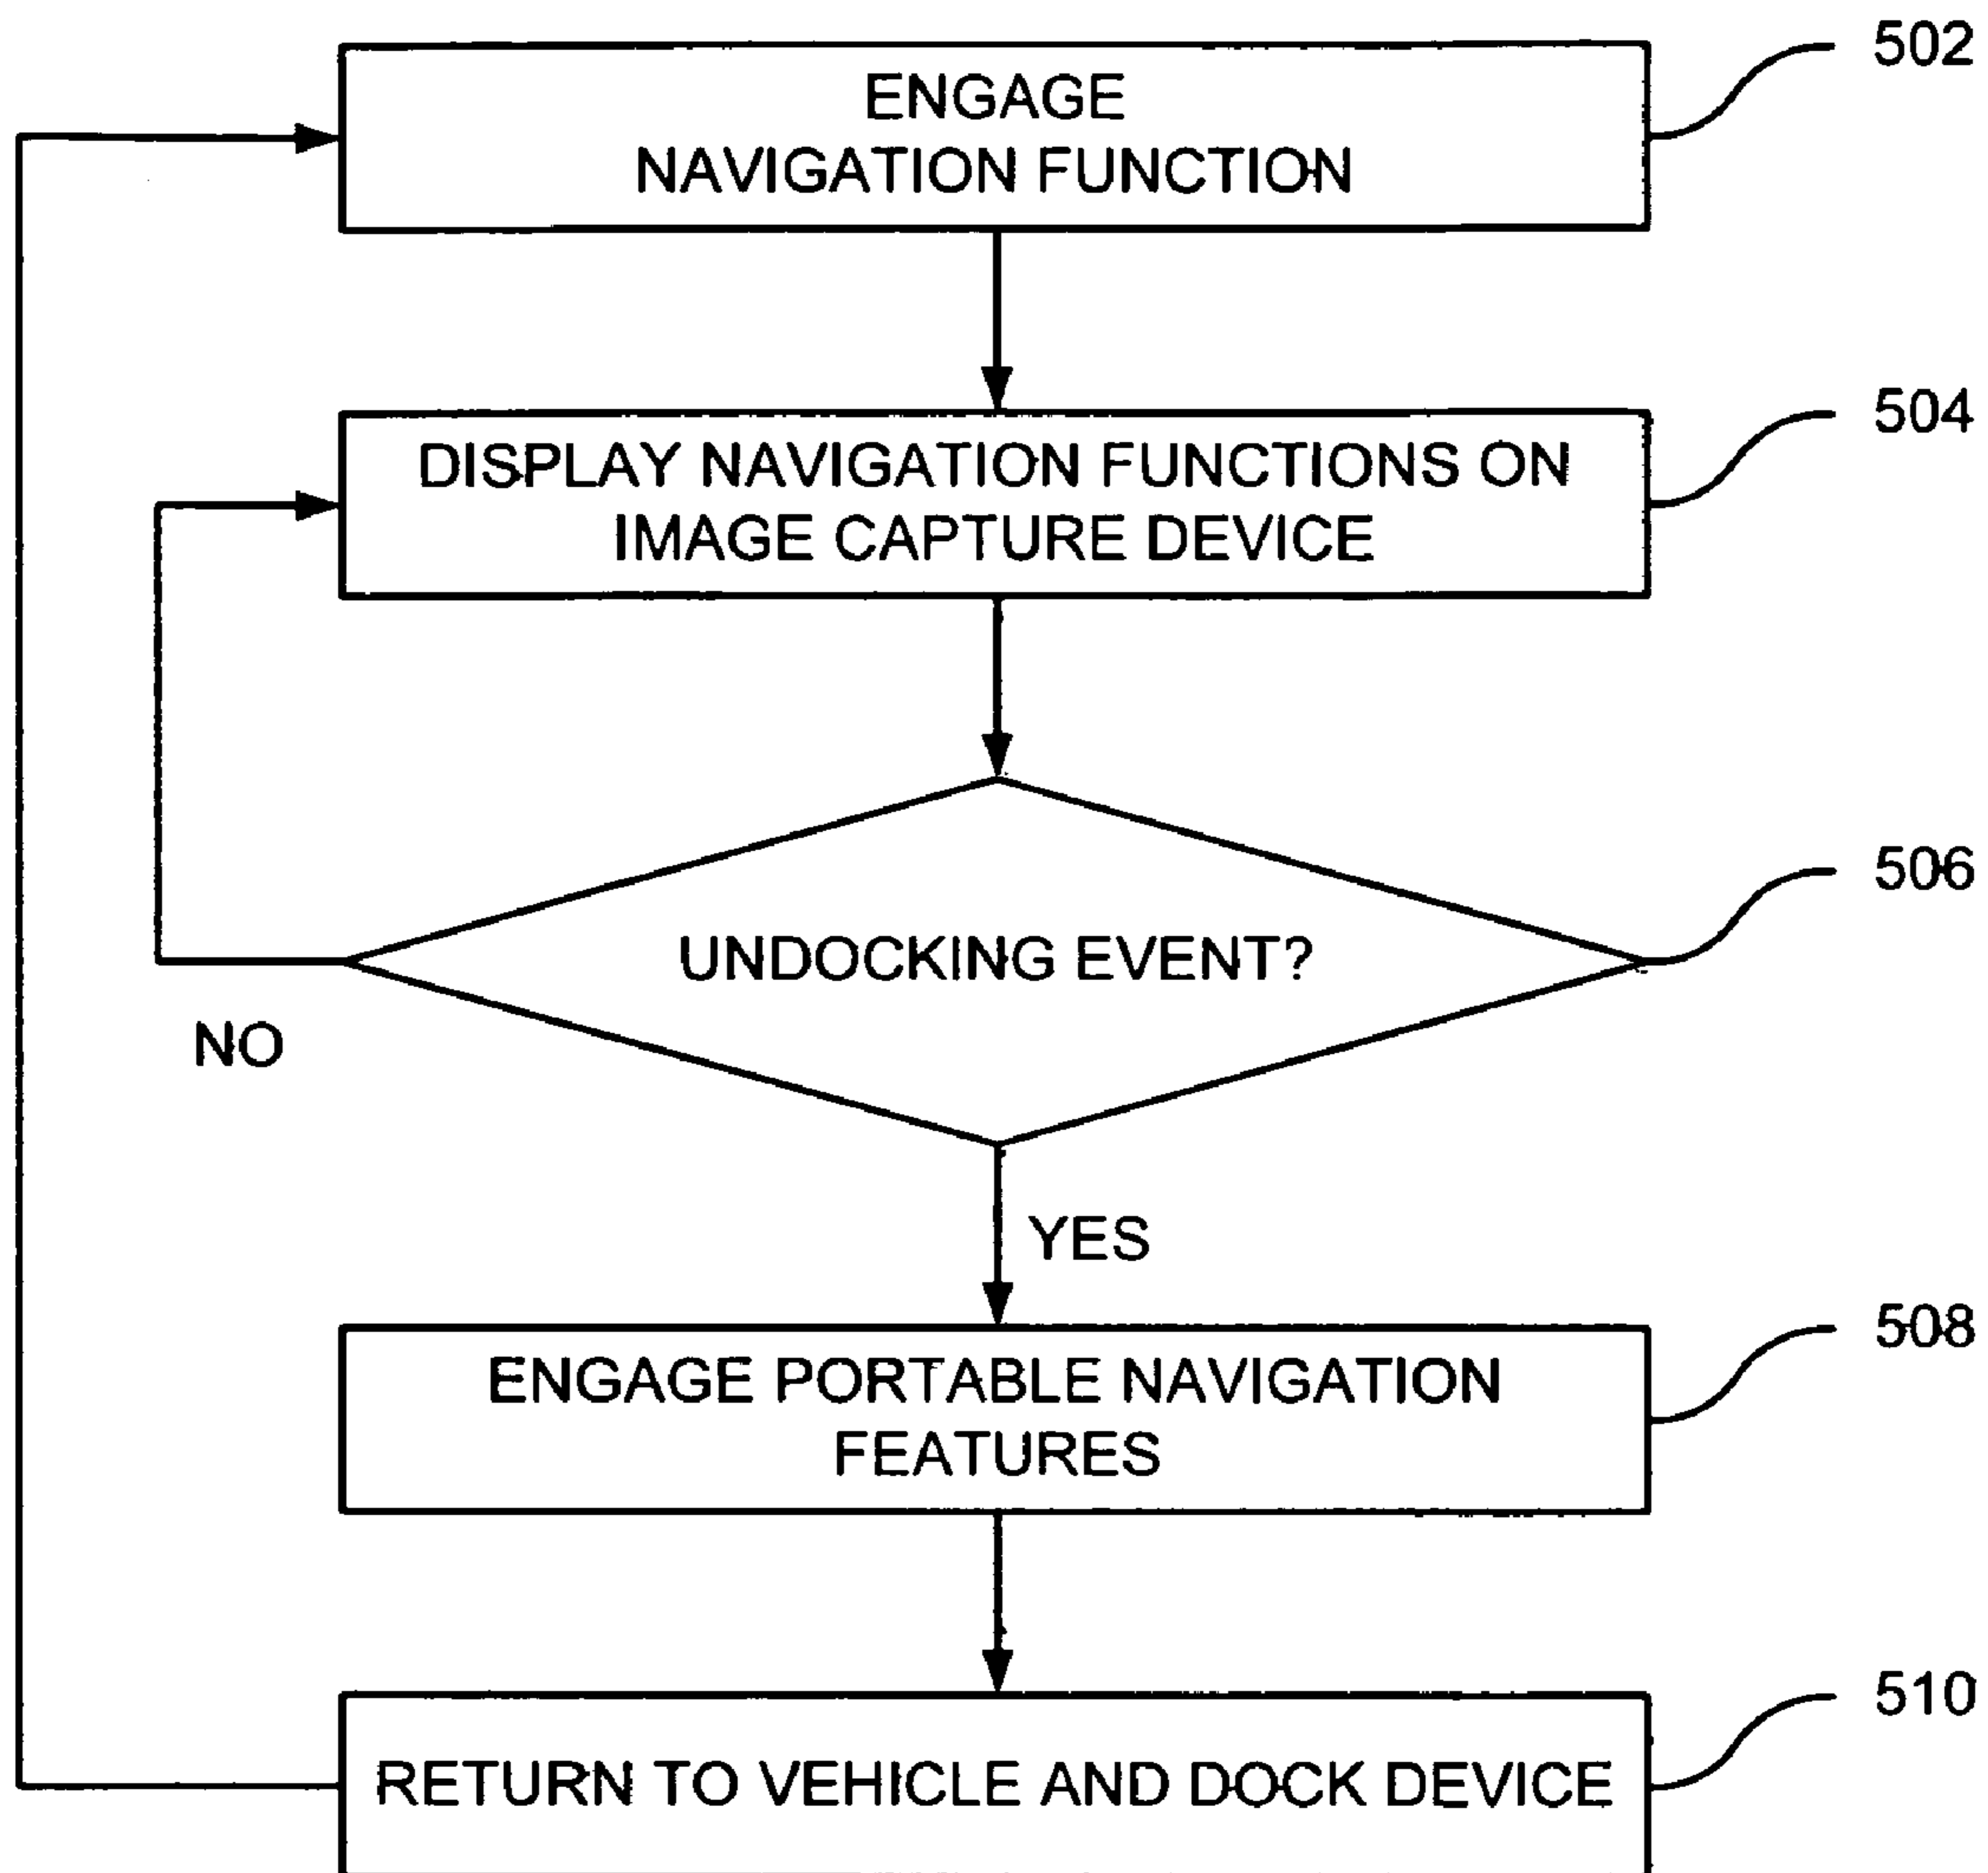 502
ENGAGE
NAVIGATION FUNCTION
504
DISPLAY NAVIGATION FUNCTIONS ON
IMAGE CAPTURE DEVICE
506
UNDOCKING EVENT?
NO
YES
508
ENGAGE PORTABLE NAVIGATION
FEATURES
510
RETURN TO VEHICLE AND DOCK DEVICE